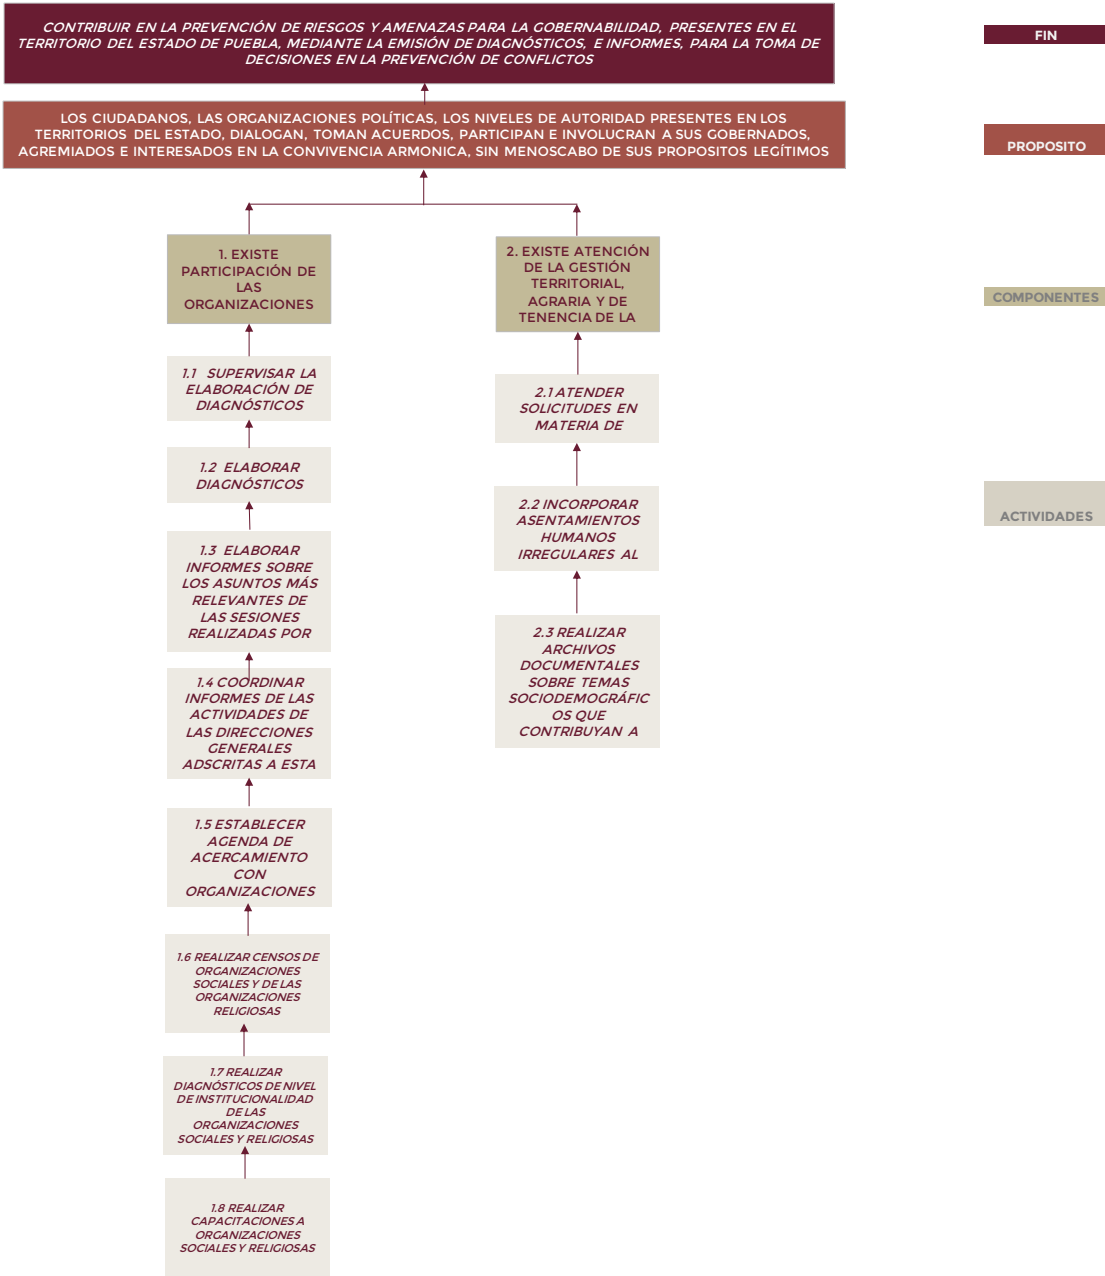 CONTRIBUIR EN LA PREVENCIÓN DE RIESGOS Y AMENAZAS PARA LA GOBERNABILIDAD, PRESENTES EN EL
TERRITORIO DEL ESTADO DE PUEBLA, MEDIANTE LA EMISIÓN DE DIAGNÓSTICOS, E INFORMES, PARA LA TOMA DE
DECISIONES EN LA PREVENCIÓN DE CONFLICTOS
FIN
LOS CIUDADANOS, LAS ORGANIZACIONES POLÍTICAS, LOS NIVELES DE AUTORIDAD PRESENTES EN LOS
TERRITORIOS DEL ESTADO, DIALOGAN, TOMAN ACUERDOS, PARTICIPAN E INVOLUCRAN A SUS GOBERNADOS,
AGREMIADOS E INTERESADOS EN LA CONVIVENCIA ARMONICA, SIN MENOSCABO DE SUS PROPOSITOS LEGÍTIMOS
PROPOSITO
1. EXISTE
PARTICIPACIÓN DE
LAS
ORGANIZACIONES
2. EXISTE ATENCIÓN
DE LA GESTIÓN
TERRITORIAL,
AGRARIA Y DE
TENENCIA DE LA
COMPONENTES
1.1 SUPERVISAR LA
ELABORACIÓN DE
DIAGNÓSTICOS
1.2 ELABORAR
DIAGNÓSTICOS
1.3 ELABORAR
INFORMES SOBRE
LOS ASUNTOS MÁS
RELEVANTES DE
LAS SESIONES
REALIZADAS POR
1.4 COORDINAR
INFORMES DE LAS
ACTIVIDADES DE
LAS DIRECCIONES
GENERALES
ADSCRITAS A ESTA
1.5 ESTABLECER
AGENDA DE
ACERCAMIENTO
CON
ORGANIZACIONES
1.6 REALIZAR CENSOS DE
ORGANIZACIONES
SOCIALES Y DE LAS
ORGANIZACIONES
RELIGIOSAS
1.7 REALIZAR
DIAGNÓSTICOS DE NIVEL
DE INSTITUCIONALIDAD
DE LAS
ORGANIZACIONES
SOCIALES Y RELIGIOSAS
1.8 REALIZAR
CAPACITACIONES A
ORGANIZACIONES
SOCIALES Y RELIGIOSAS
2.1 ATENDER
SOLICITUDES EN
MATERIA DE
2.2 INCORPORAR
ASENTAMIENTOS
HUMANOS
IRREGULARES AL
2.3 REALIZAR
ARCHIVOS
DOCUMENTALES
SOBRE TEMAS
SOCIODEMOGRÁFIC
OS QUE
CONTRIBUYAN A
ACTIVIDADES